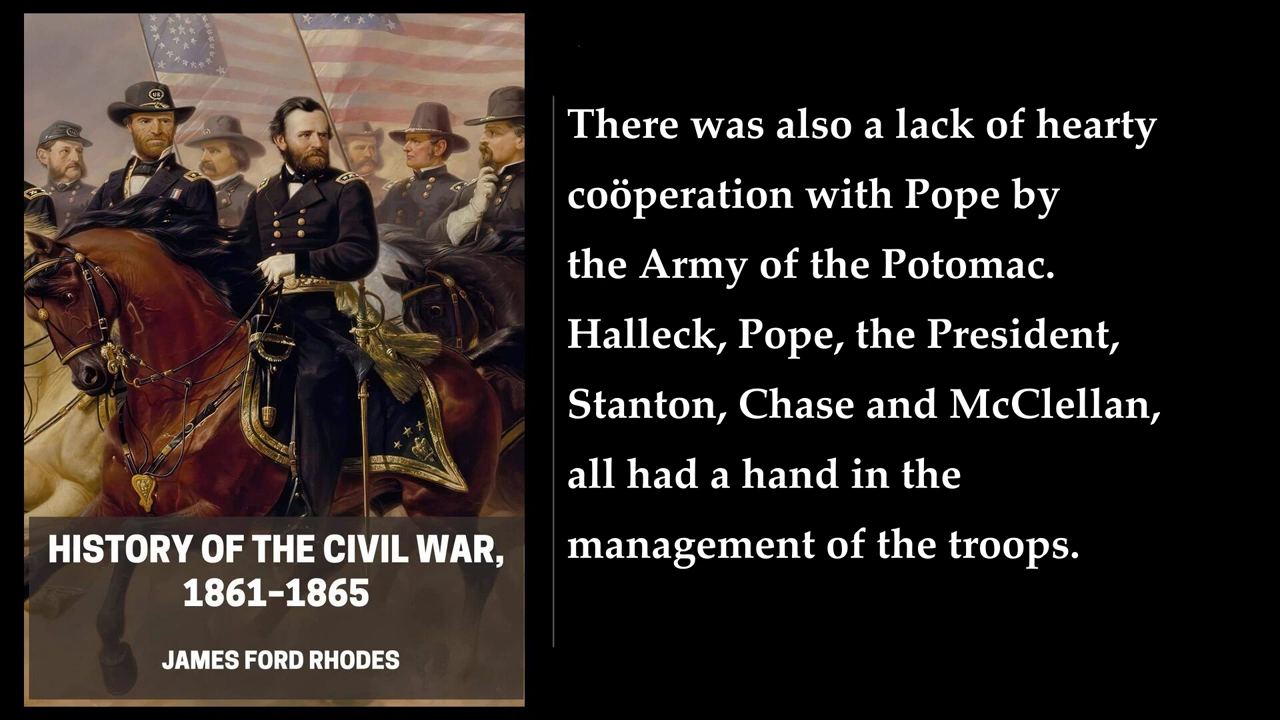 HISTORY OF THE CIVIL WAR,
1861–1865
JAMES FORD RHODES
There was also a lack of hearty
coöperation with Pope by
the Army of the Potomac.
Halleck, Pope, the President,
Stanton, Chase and McClellan,
all had a hand in the
management of the troops.